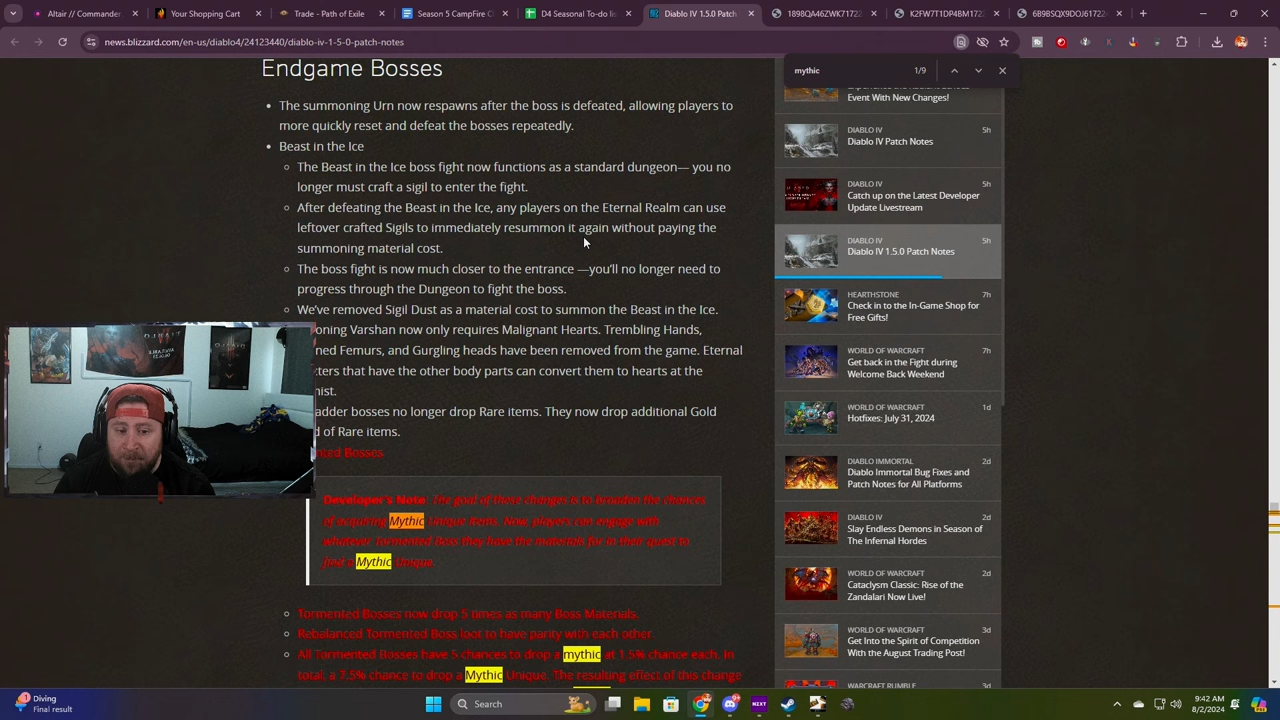 Altair // Commander
Your Shopping Cart
Trade - Path of Exile
Season 5 CampFire C
D4 Seasonal To-do lis
Diablo IV 1.5.0 Patch
1898QA46ZWK7172
K2FW7T1DP48M172
6B9BSQX9DOJ61722
news.blizzard.com/en-us/diablo4/24123440/diablo-iv-1-5-0-patch-notes
mythic
1/9
Endgame Bosses
The summoning Urn now respawns after the boss is defeated, allowing players to
more quickly reset and defeat the bosses repeatedly.
Beast in the Ice
The Beast in the Ice boss fight now functions as a standard dungeon— you no
longer must craft a sigil to enter the fight.
After defeating the Beast in the Ice, any players on the Eternal Realm can use
leftover crafted Sigils to immediately resummon it again without paying the
summoning material cost.
The boss fight is now much closer to the entrance —you'll no longer need to
progress through the Dungeon to fight the boss.
We've removed Sigil Dust as a material cost to summon the Beast in the Ice.
oning Varshan now only requires Malignant Hearts. Trembling Hands,
ned Femurs, and Gurgling heads have been removed from the game. Eternal
ters that have the other body parts can convert them to hearts at the
mist.
adder bosses no longer drop Rare items. They now drop additional Gold
d of Rare items.
nted Bosses
Developer's Note: The goal of these changes is to broaden the chances
of acquiring Mythic Unique items. Now, players can engage with
whatever Tormented Boss they have the materials for in their quest to
find a Mythic Unique.
Tormented Bosses now drop 5 times as many Boss Materials.
Rebalanced Tormented Boss loot to have parity with each other.
All Tormented Bosses have 5 chances to drop a mythic at 1.5% chance each. In
total, a 7.5% chance to drop a Mythic Unique. The resulting effect of this change
Event With New Changes!
DIABLO IV 5h
Diablo IV Patch Notes
DIABLO IV 5h
Catch up on the Latest Developer
Update Livestream
DIABLO IV 5h
Diablo IV 1.5.0 Patch Notes
HEARTHSTONE 7h
Check in to the In-Game Shop for
Free Gifts!
WORLD OF WARCRAFT 7h
Get back in the Fight during
Welcome Back Weekend
WORLD OF WARCRAFT 1d
Hotfixes: July 31, 2024
DIABLO IMMORTAL 2d
Diablo Immortal Bug Fixes and
Patch Notes for All Platforms
DIABLO IV 2d
Slay Endless Demons in Season of
The Infernal Hordes
WORLD OF WARCRAFT 2d
Cataclysm Classic: Rise of the
Zandalari Now Live!
WORLD OF WARCRAFT 3d
Get Into the Spirit of Competition
With the August Trading Post!
WARCRAFT RUMBLE 3d
Diving
Final result
Search
NZXT
9:42 AM
8/2/2024